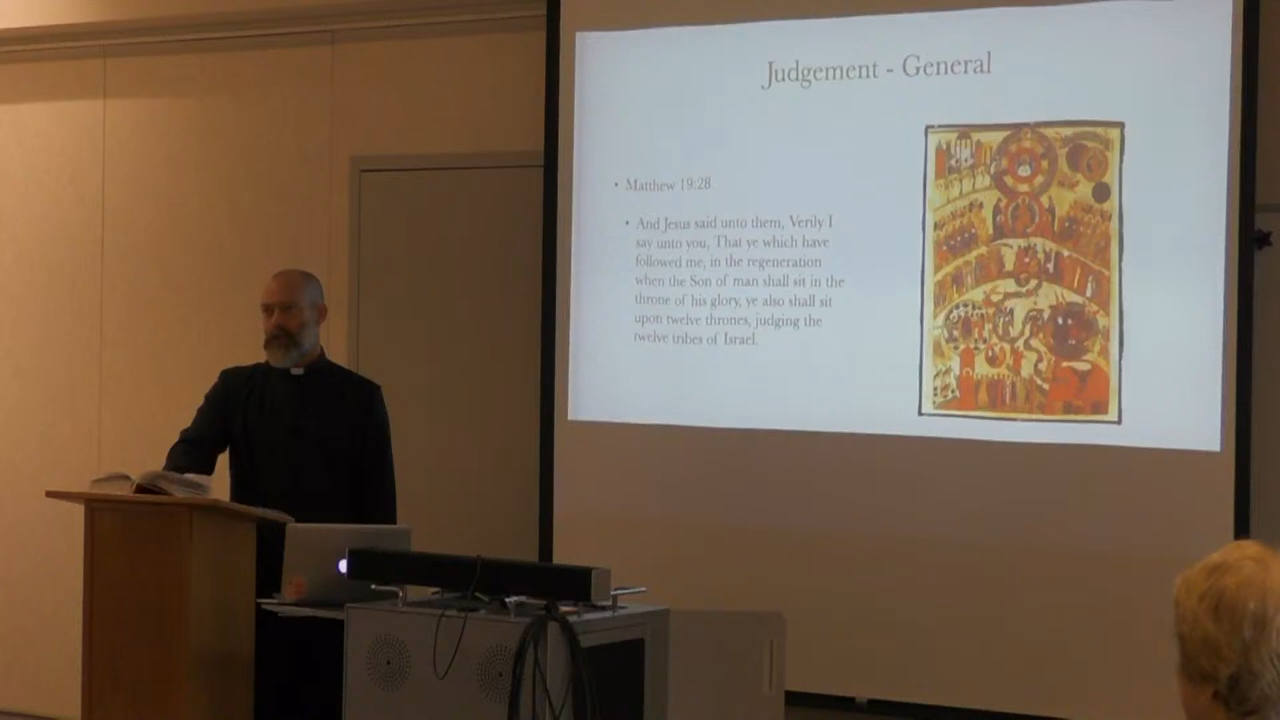 Judgement - General
• Matthew 19:28
• And Jesus said unto them, Verily I
say unto you, That ye which have
followed me, in the regeneration
when the Son of man shall sit in the
throne of his glory, ye also shall sit
upon twelve thrones, judging the
twelve tribes of Israel.